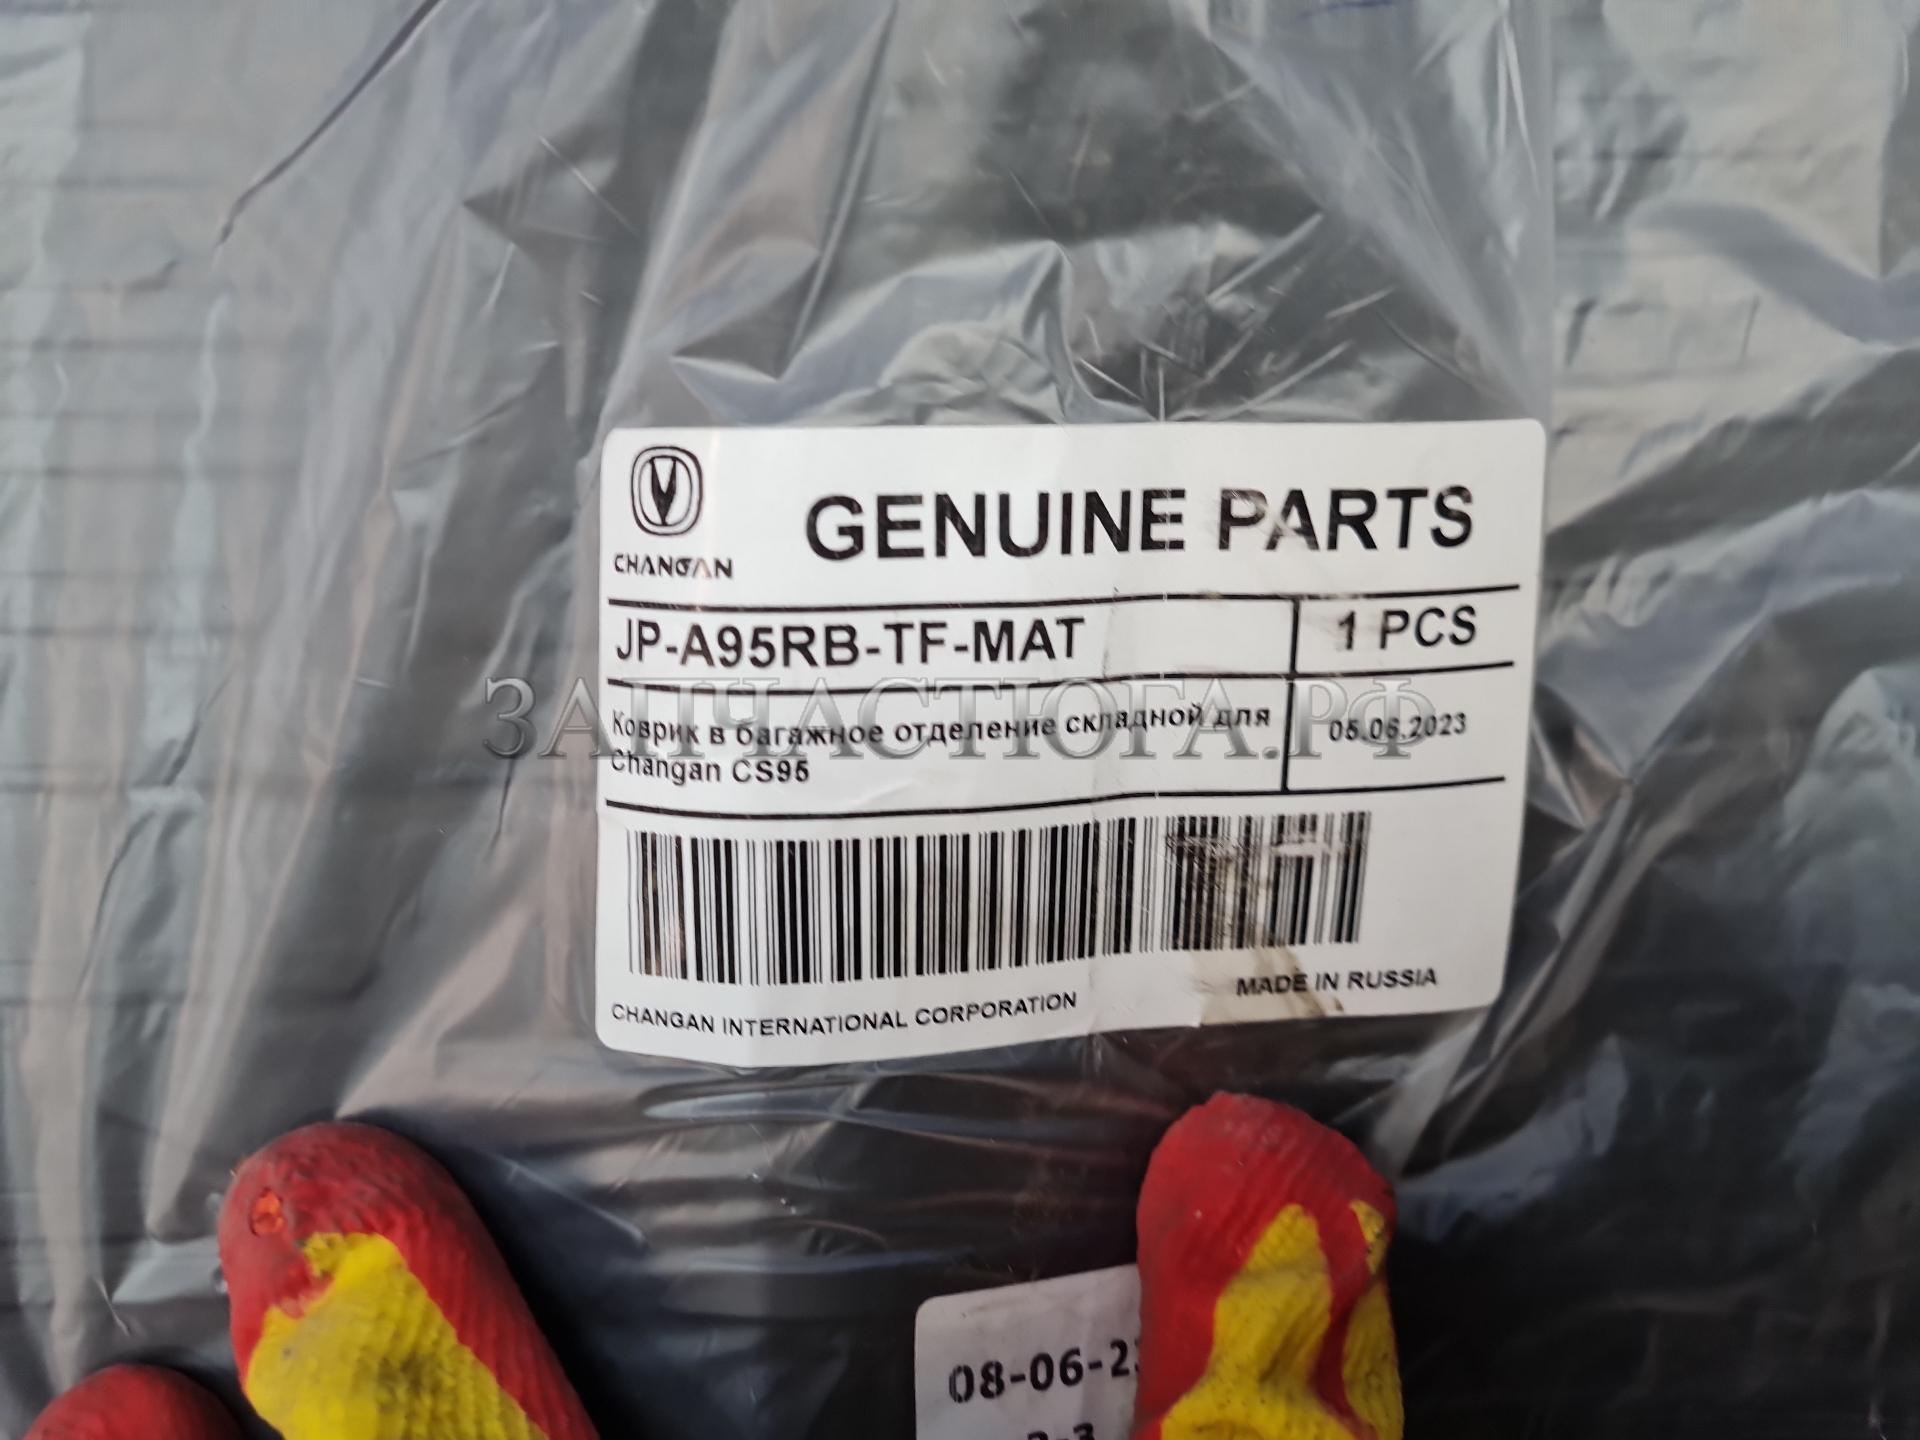 CHANGAN
GENUINE PARTS
JP-A95RB-TF-MAT
1 PCS
Коврик в багажное отделение складной для
Changan CS95
05.06.2023
ЗАПЧАСТЮГА.РФ
CHANGAN INTERNATIONAL CORPORATION
MADE IN RUSSIA
08-06-2